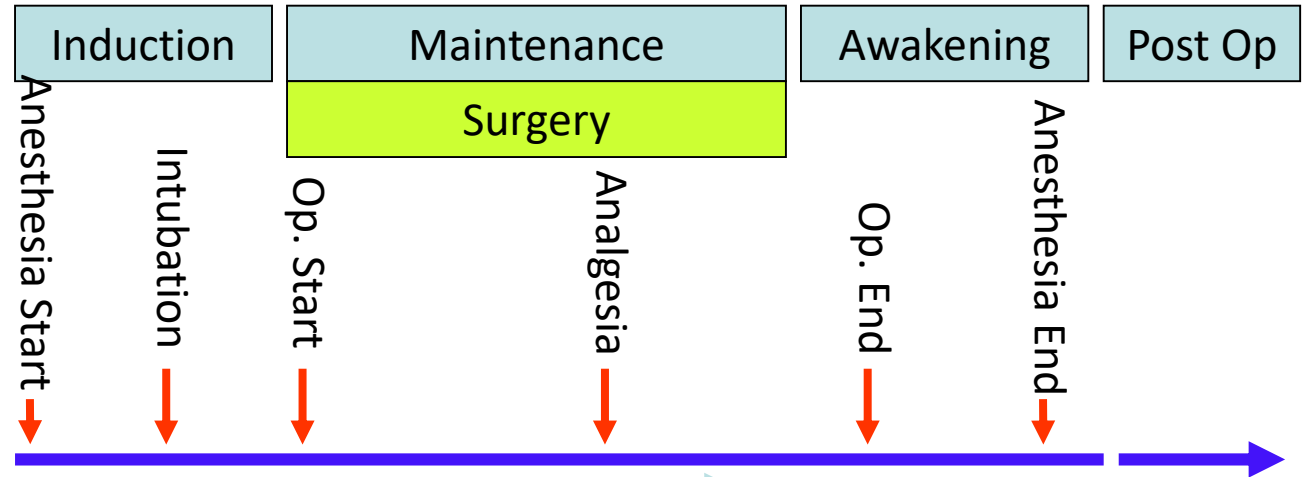 Induction
Maintenance
Awakening
Post Op
Surgery
Anesthesia Start
Intubation
Op. Start
Analgesia
Op. End
Anesthesia End